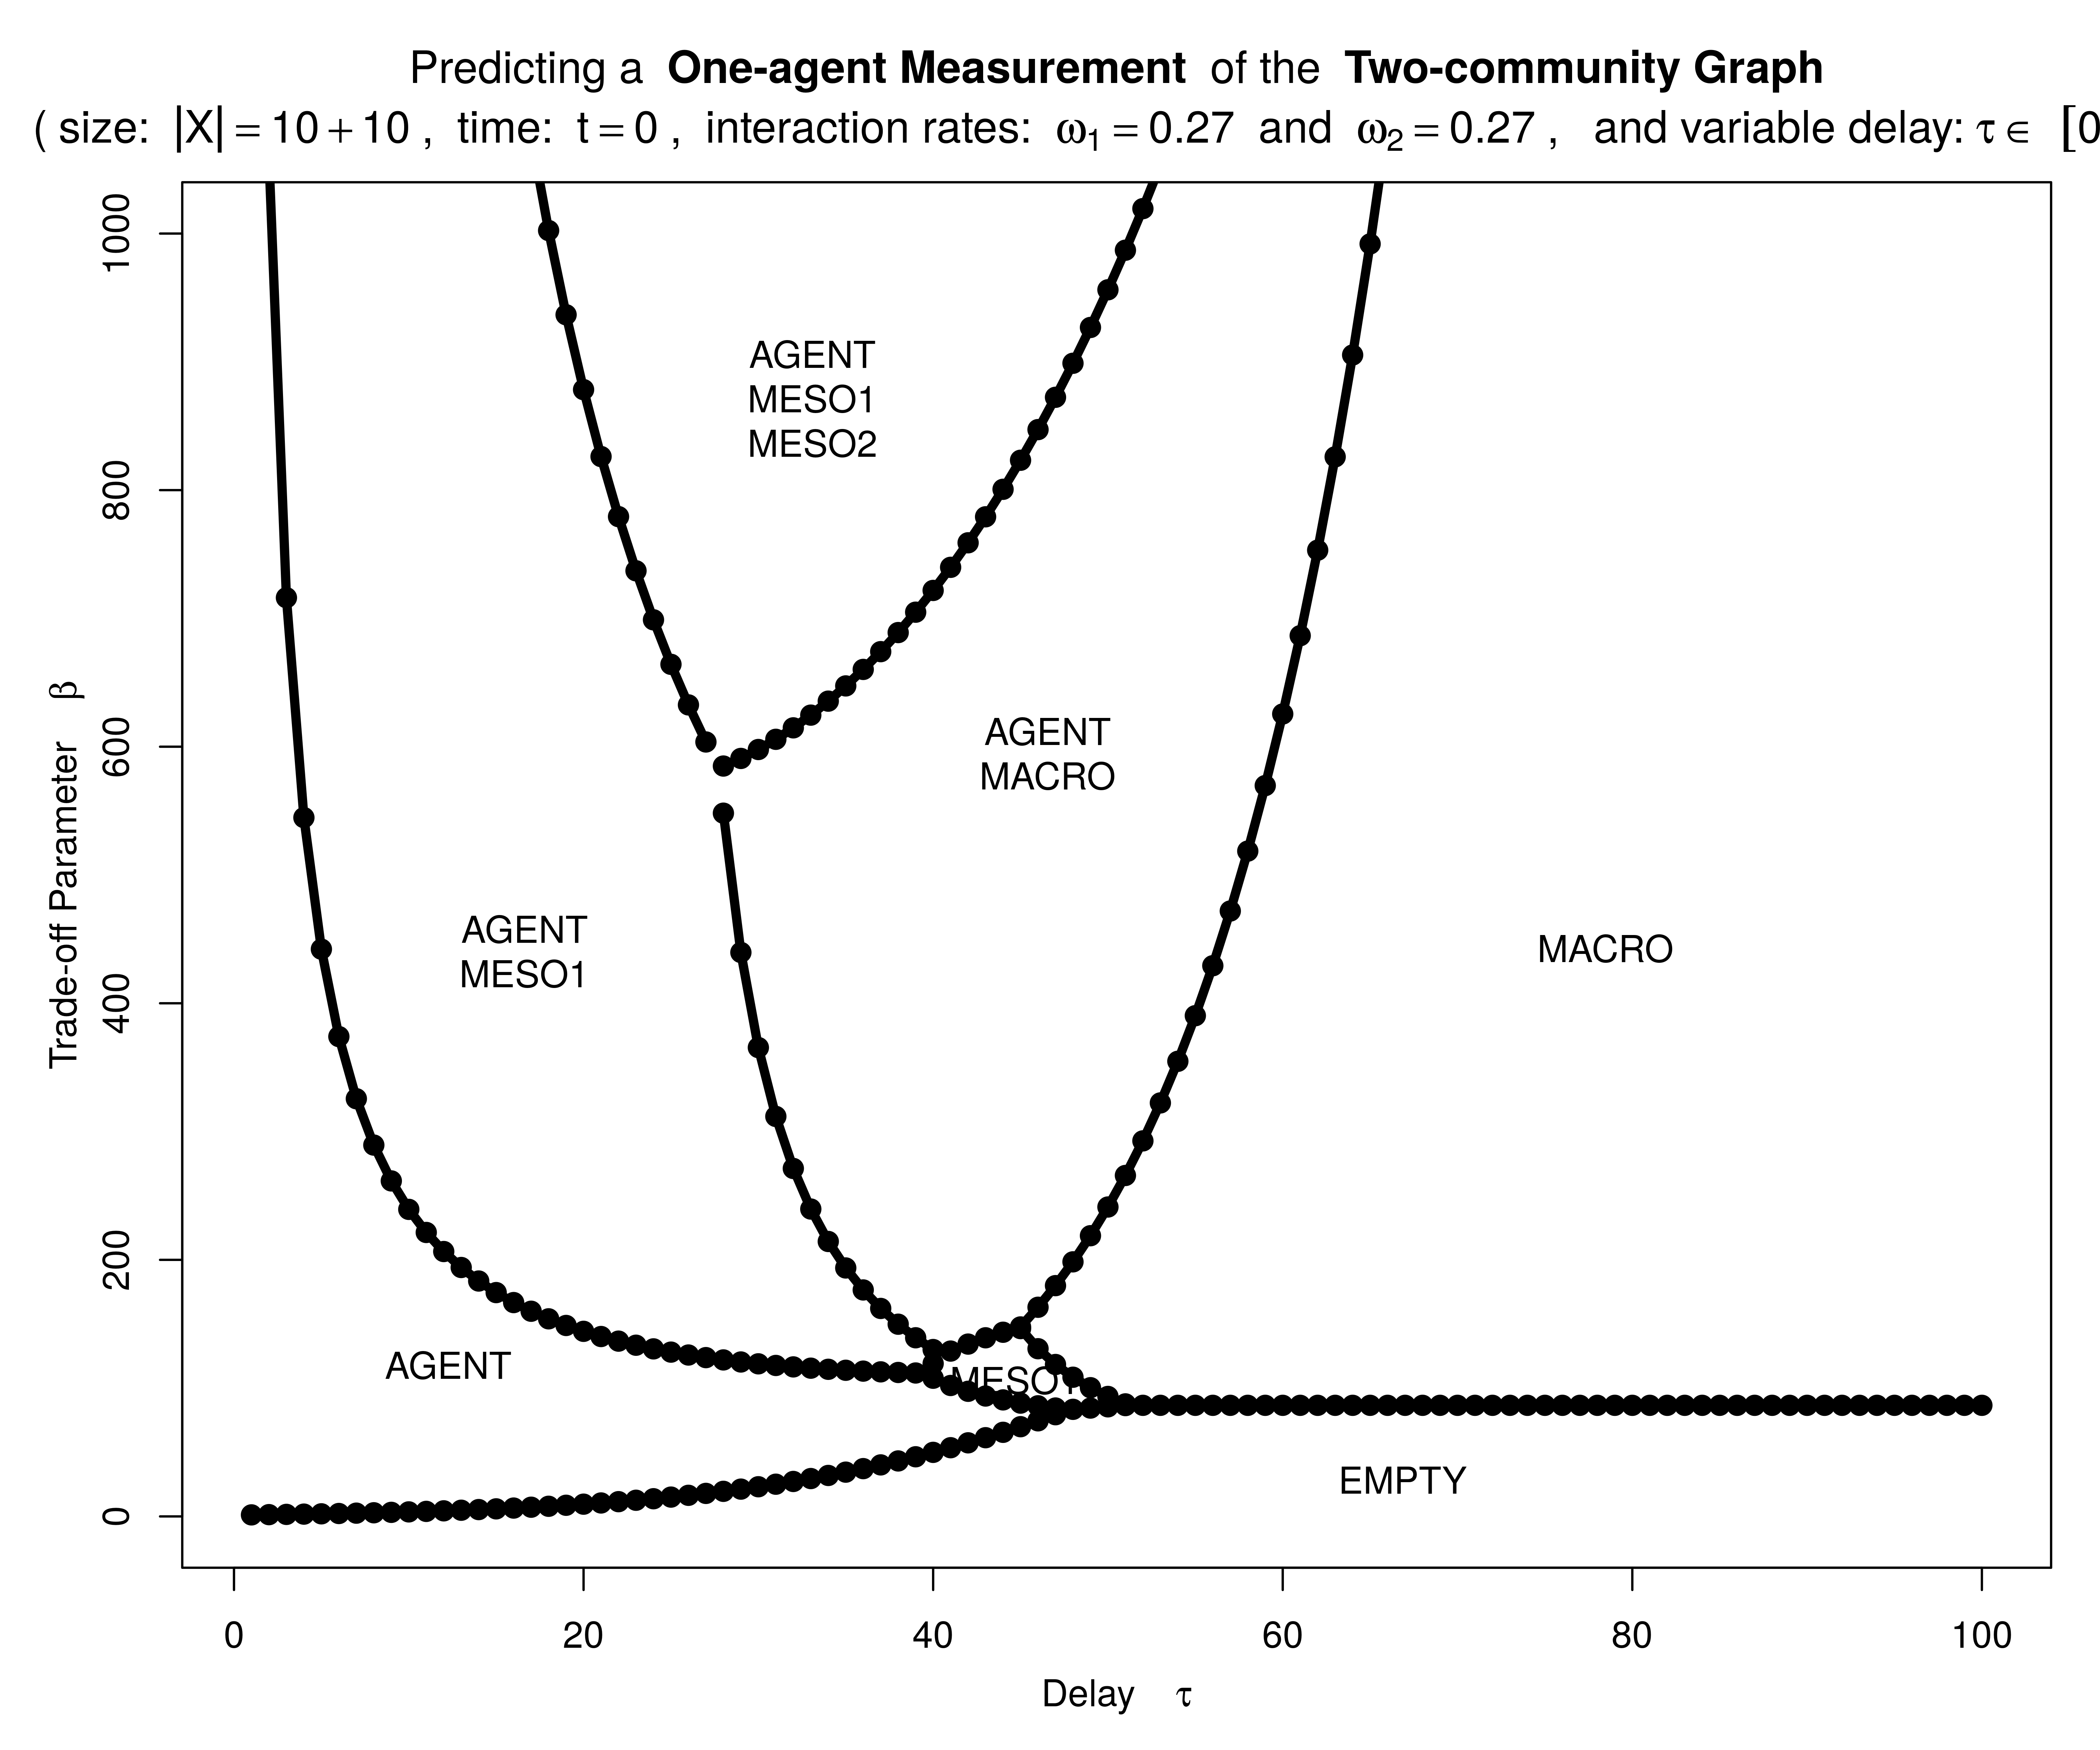 Predicting a One-agent Measurement of the Two-community Graph
( size: |X| = 10 + 10 , time: t = 0 , interaction rates: ω₁ = 0.27 and ω₂ = 0.27 , and variable delay: τ ∈ [0
1000
800
600
400
200
0
Trade-off Parameter β
AGENT
MESO1
MESO2
AGENT
MACRO
AGENT
MESO1
MACRO
AGENT
MESO1
EMPTY
0 20 40 60 80 100
Delay τ